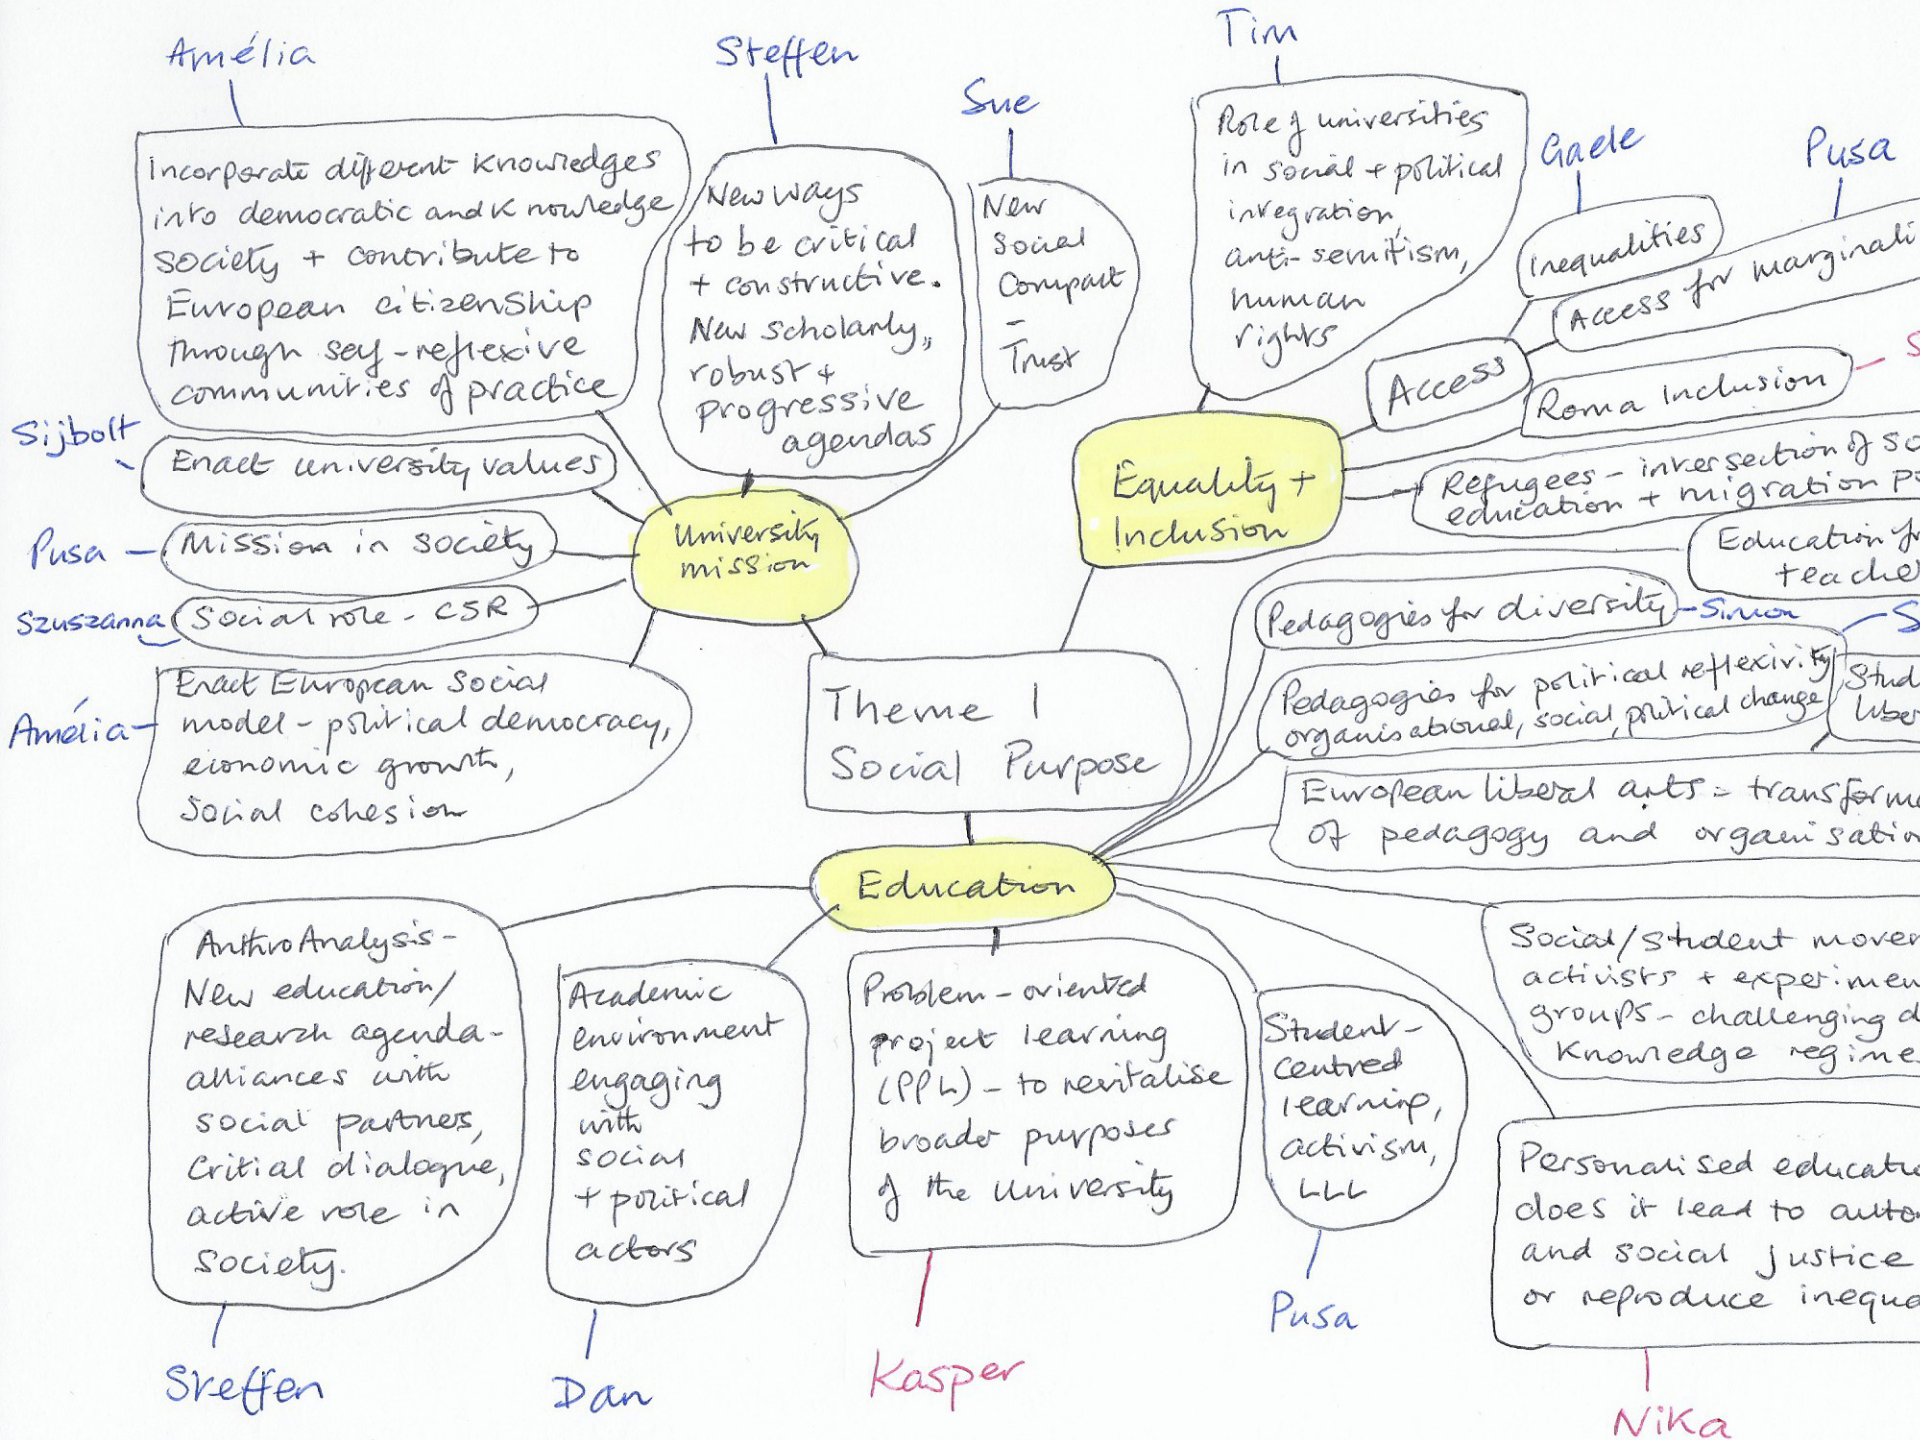 Amélia
Incorporate different Knowledges
into democratic and Knowledge
society + contribute to
European citizenship
through self-reflexive
communities of practice
Steffen
New ways
to be critical
+ constructive.
New scholarly,
robust +
progressive
agendas
Sue
New
Social
Compact
-
Trust
Tim
Role of universities
in social + political
integration,
anti-semitism,
human
rights
Gaele
Inequalities
Pusa
Access for marginali
Access
Roma Inclusion
S
Refugees - intersection of so
education + migration po
Equality +
Inclusion
Sijbolt
Enact university values
Pusa
Mission in society
Szuszanna
Social role - CSR
Amélia
Enact European Social
model - political democracy,
economic growth,
social cohesion
University
mission
Theme 1
Social Purpose
Education fo
teache
Pedagogies for diversity
Simon
S
Pedagogies for political reflexivity
organisational, social, political change
Stud
liber
European liberal arts = transforma
of pedagogy and organisation
Education
Social/student movem
activists + experimen
groups - challenging d
Knowledge regime
Personalised educatio
does it lead to auto
and social justice
or reproduce inequa
Nika
AnthroAnalysis -
New education/
research agenda -
alliances with
social partners,
Critial dialogue,
active role in
society.
Steffen
Academic
environment
engaging
with
social
+ political
actors
Dan
Problem-oriented
project learning
(PPL) - to revitalise
broader purposes
of the University
Kasper
Student-
centred
learning,
activism,
LLL
Pusa